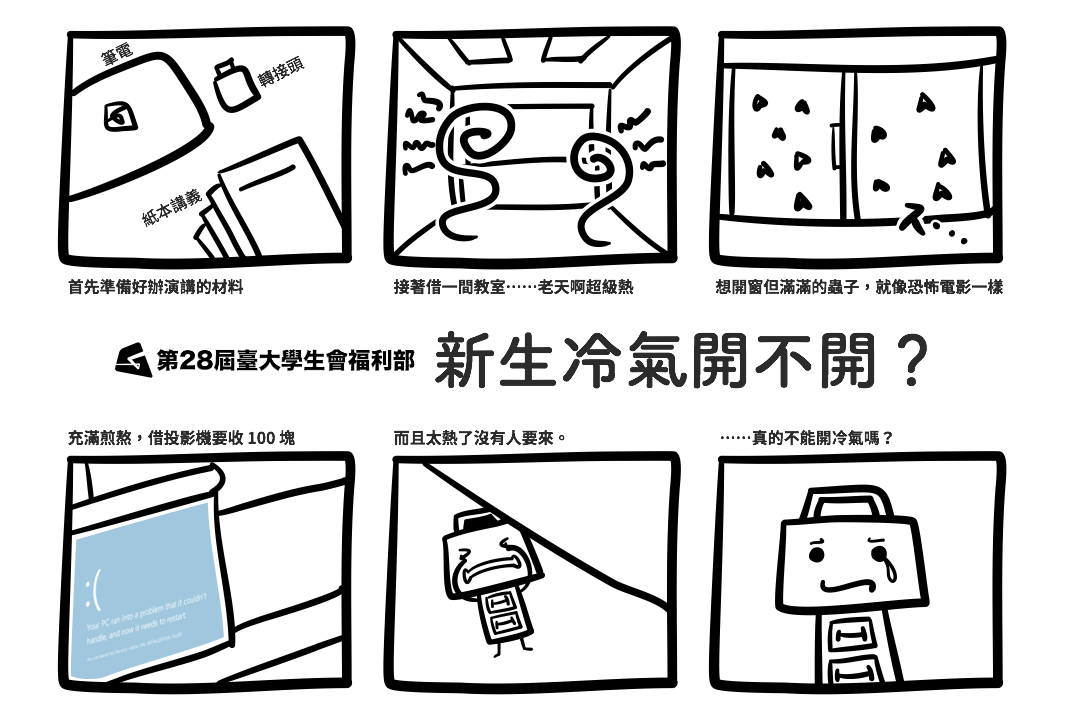 筆電
轉接頭
紙本講義
首先準備好辦演講的材料
接著借一間教室……老天啊超級熱
想開窗但滿滿的蟲子，就像恐怖電影一樣
第28屆臺大學生會福利部
新生冷氣開不開？
充滿煎熬，借投影機要收 100 塊
而且太熱了沒有人要來。
……真的不能開冷氣嗎？
:(
Your PC ran into a problem that it couldn't
handle, and now it needs to restart